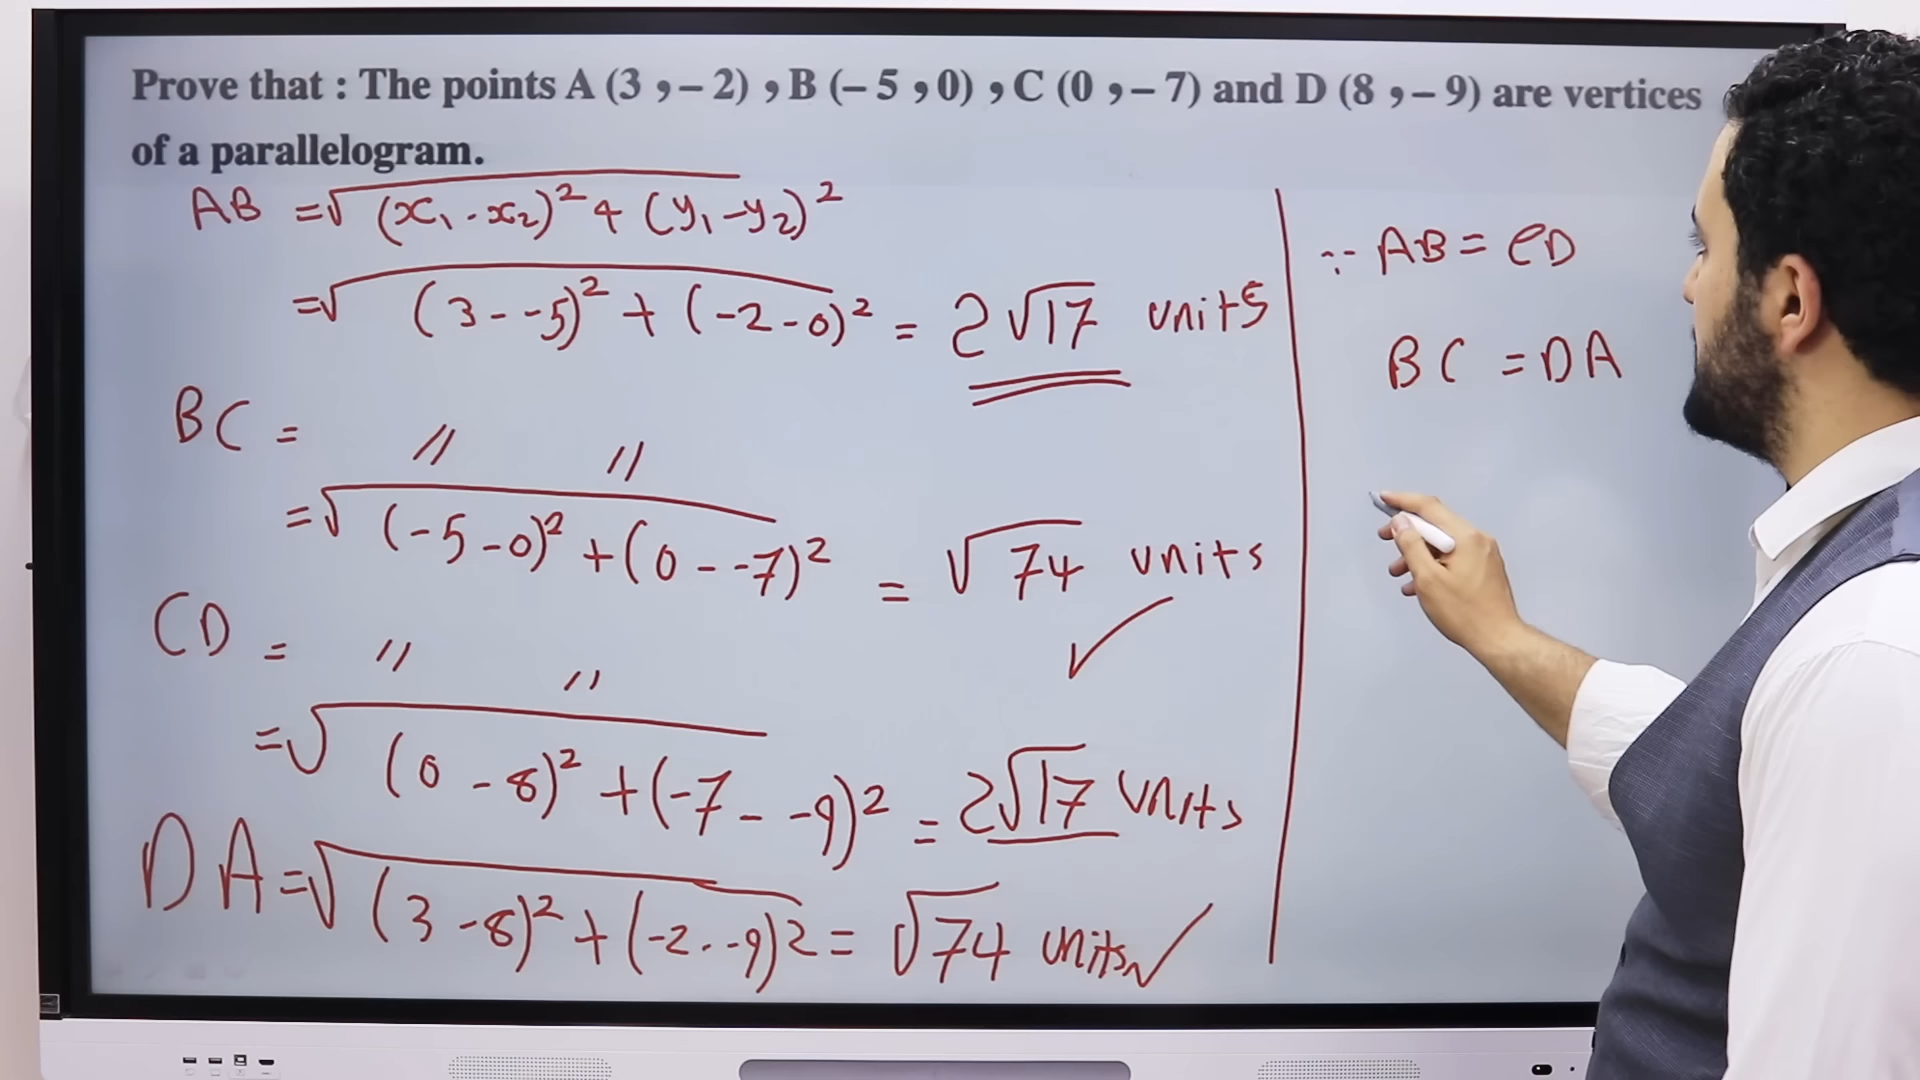 Prove that : The points A (3 , – 2) , B (– 5 , 0) , C (0 , – 7) and D (8 , – 9) are vertices
of a parallelogram.
AB = √(x₁ - x₂)² + (y₁ - y₂)²
= √(3 - -5)² + (-2 - 0)² = 2√17 units
BC = // //
= √(-5 - 0)² + (0 - -7)² = √74 units ✓
CD = // //
= √(0 - 8)² + (-7 - -9)² = 2√17 units
DA = √(3 - 8)² + (-2 - -9)² = √74 units ✓
∵ AB = CD
BC = DA